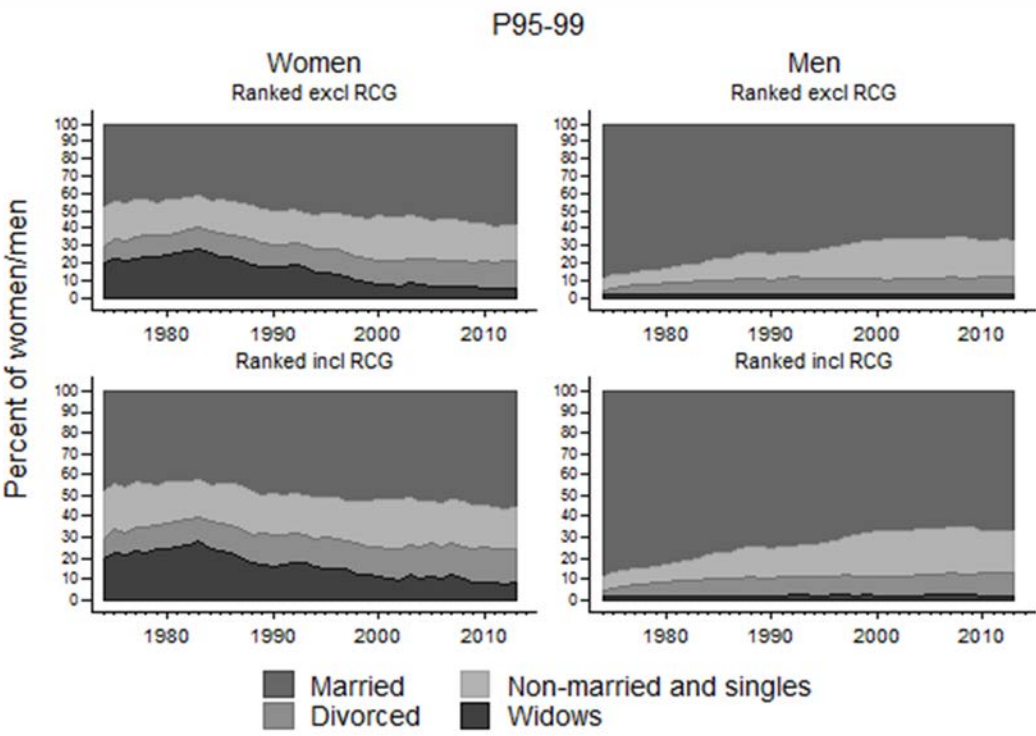 P95-99
Women Men
Ranked excl RCG Ranked excl RCG
Percent of women/men
100 100
90 90
80 80
70 70
60 60
50 50
40 40
30 30
20 20
10 10
0 0
1980 1990 2000 2010 1980 1990 2000 2010
Ranked incl RCG Ranked incl RCG
100 100
90 90
80 80
70 70
60 60
50 50
40 40
30 30
20 20
10 10
0 0
1980 1990 2000 2010 1980 1990 2000 2010
Married Non-married and singles
Divorced Widows